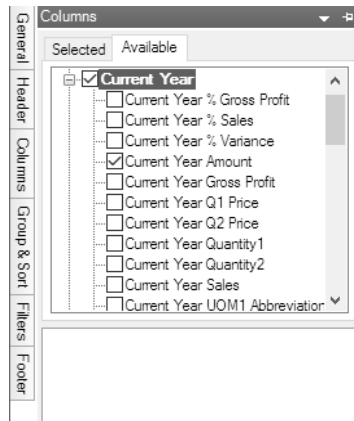 Columns
General
Header
Columns
Group & Sort
Filters
Footer
Selected
Available
Current Year
Current Year % Gross Profit
Current Year % Sales
Current Year % Variance
Current Year Amount
Current Year Gross Profit
Current Year Q1 Price
Current Year Q2 Price
Current Year Quantity1
Current Year Quantity2
Current Year Sales
Current Year UOM1 Abbreviation